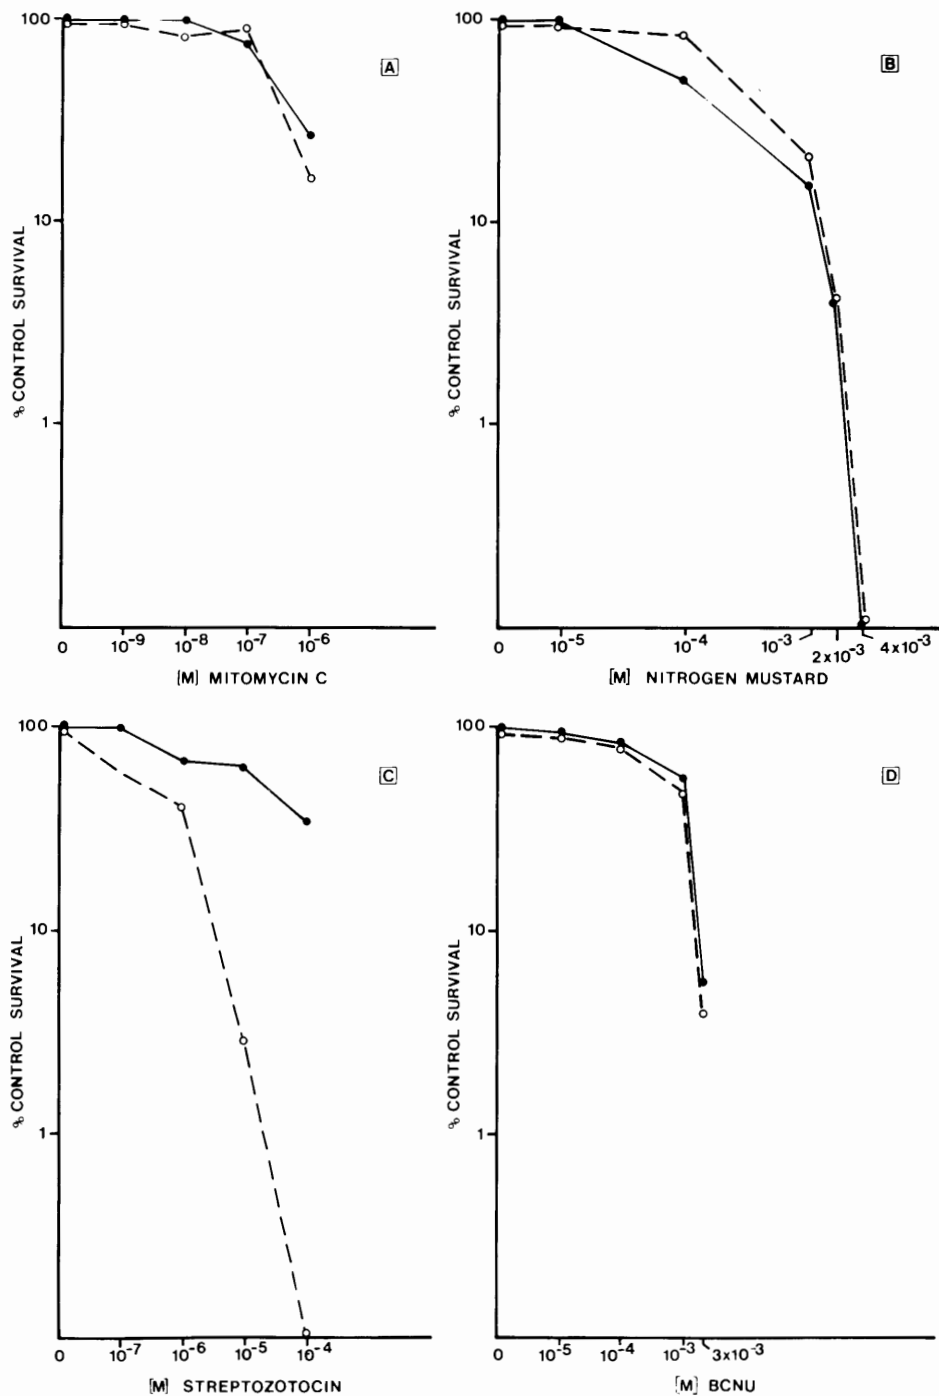 100
10
1
% CONTROL SURVIVAL
A
0 10⁻⁹ 10⁻⁸ 10⁻⁷ 10⁻⁶
[M] MITOMYCIN C
100
10
1
% CONTROL SURVIVAL
B
0 10⁻⁵ 10⁻⁴ 10⁻³ 2x10⁻³ 4x10⁻³
[M] NITROGEN MUSTARD
100
10
1
% CONTROL SURVIVAL
C
0 10⁻⁷ 10⁻⁶ 10⁻⁵ 10⁻⁴
[M] STREPTOZOTOCIN
100
10
1
% CONTROL SURVIVAL
D
0 10⁻⁵ 10⁻⁴ 10⁻³ 3x10⁻³
[M] BCNU